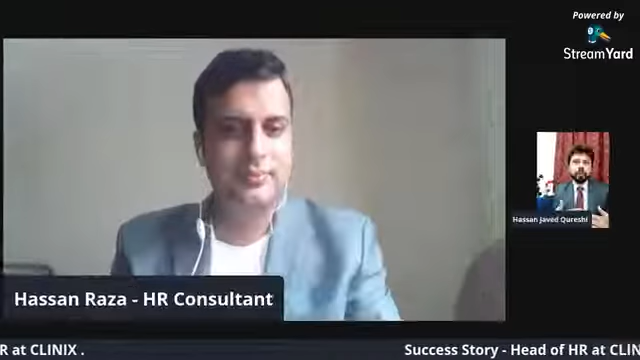 Powered by
StreamYard
Hassan Javed Qureshi
Hassan Raza - HR Consultant
R at CLINIX .
Success Story - Head of HR at CLIN